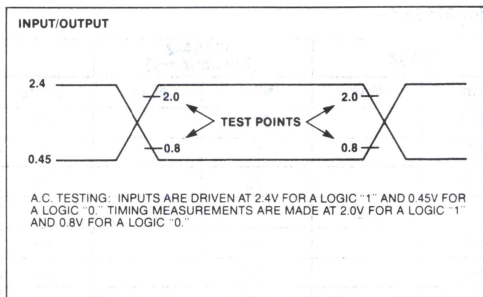 INPUT/OUTPUT
2.4
2.0
2.0
TEST POINTS
0.8
0.8
0.45
A.C. TESTING: INPUTS ARE DRIVEN AT 2.4V FOR A LOGIC "1" AND 0.45V FOR
A LOGIC "0." TIMING MEASUREMENTS ARE MADE AT 2.0V FOR A LOGIC "1"
AND 0.8V FOR A LOGIC "0."